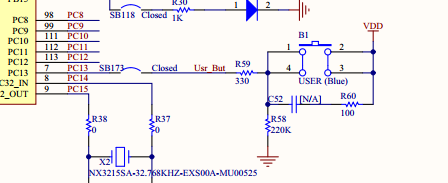 R30
SB118 Closed 1K 1
PC8 98 PC8
PC9 99 PC9
PC10 110 PC10
PC11 111 PC11
PC12 112 PC12
PC13 7 PC13 SB173 Closed Usr_But R59 330
C32_IN 8 PC14
2_OUT 9 PC15
VDD
B1
1 2
4 3
USER (Blue)
C52 [N/A] R60
100
R58
220K
R38
0
R37
0
X2
NX3215SA-32.768KHZ-EXS00A-MU00525